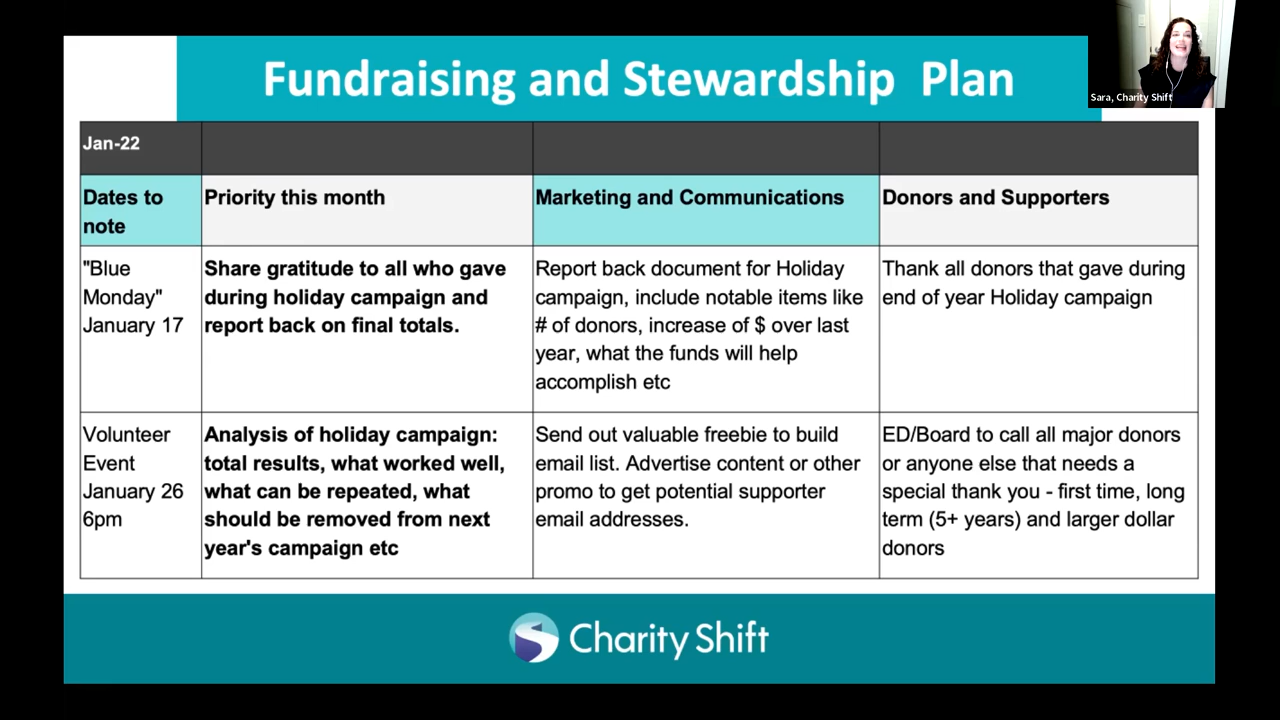 Fundraising and Stewardship Plan
Sara, Charity Shift
Jan-22
Dates to
note
Priority this month
Marketing and Communications
Donors and Supporters
"Blue
Monday"
January 17
Share gratitude to all who gave
during holiday campaign and
report back on final totals.
Report back document for Holiday
campaign, include notable items like
# of donors, increase of $ over last
year, what the funds will help
accomplish etc
Thank all donors that gave during
end of year Holiday campaign
Volunteer
Event
January 26
6pm
Analysis of holiday campaign:
total results, what worked well,
what can be repeated, what
should be removed from next
year's campaign etc
Send out valuable freebie to build
email list. Advertise content or other
promo to get potential supporter
email addresses.
ED/Board to call all major donors
or anyone else that needs a
special thank you - first time, long
term (5+ years) and larger dollar
donors
Charity Shift